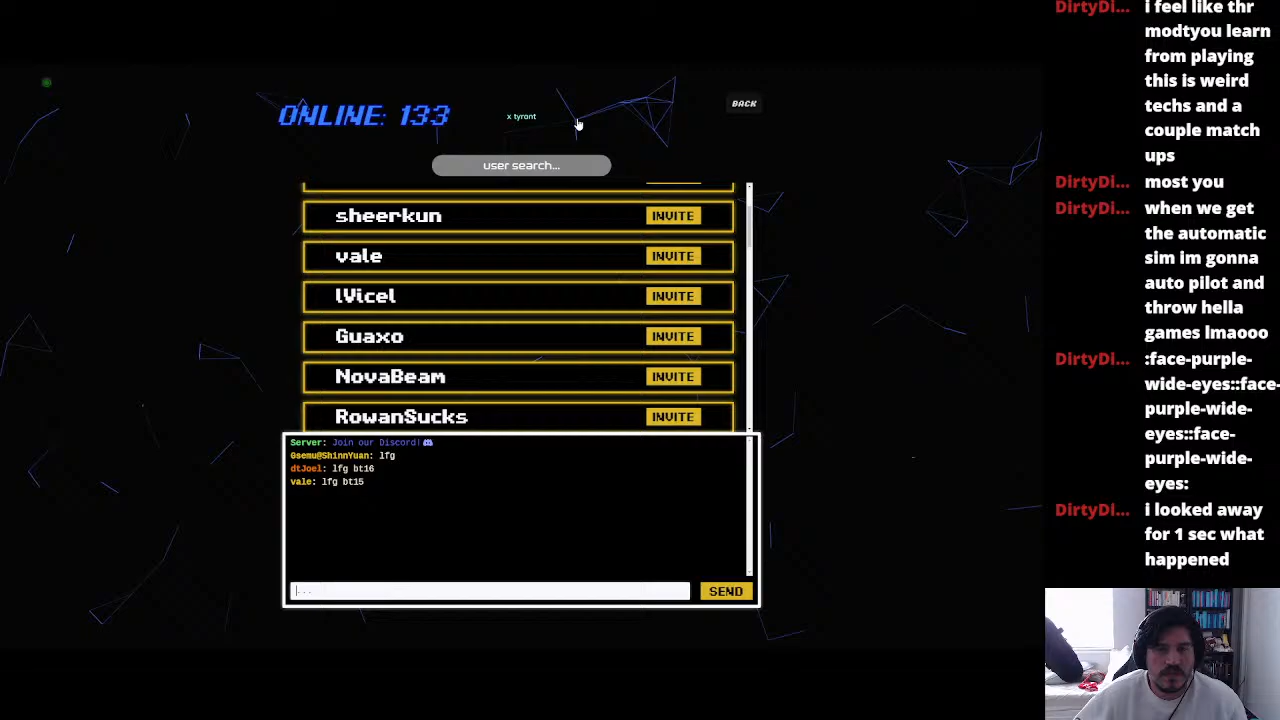 ONLINE: 133
x tyrant
BACK
user search...
sheerkun INVITE
vale INVITE
lVicel INVITE
Guaxo INVITE
NovaBeam INVITE
RowanSucks INVITE
Server: Join our Discord!
Gsemu@ShinnYuan: lfg
dtJoel: lfg bt16
vale: lfg bt15
...
SEND
DirtyDi... i feel like thr
modtyou learn
from playing
this is weird
techs and a
couple match
ups
DirtyDi... most you
DirtyDi... when we get
the automatic
sim im gonna
auto pilot and
throw hella
games lmaooo
DirtyDi... :face-purple-
wide-eyes::face-
purple-wide-
eyes::face-
purple-wide-
eyes:
DirtyDi... i looked away
for 1 sec what
happened